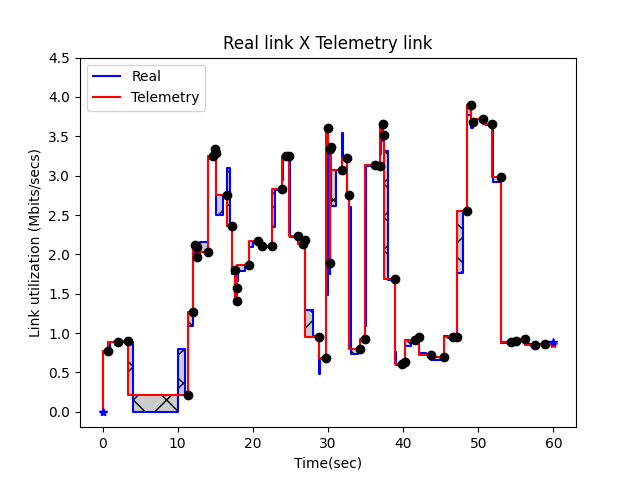 Real link X Telemetry link
Real
Telemetry
Link utilization (Mbits/secs)
4.5
4.0
3.5
3.0
2.5
2.0
1.5
1.0
0.5
0.0
0 10 20 30 40 50 60
Time(sec)